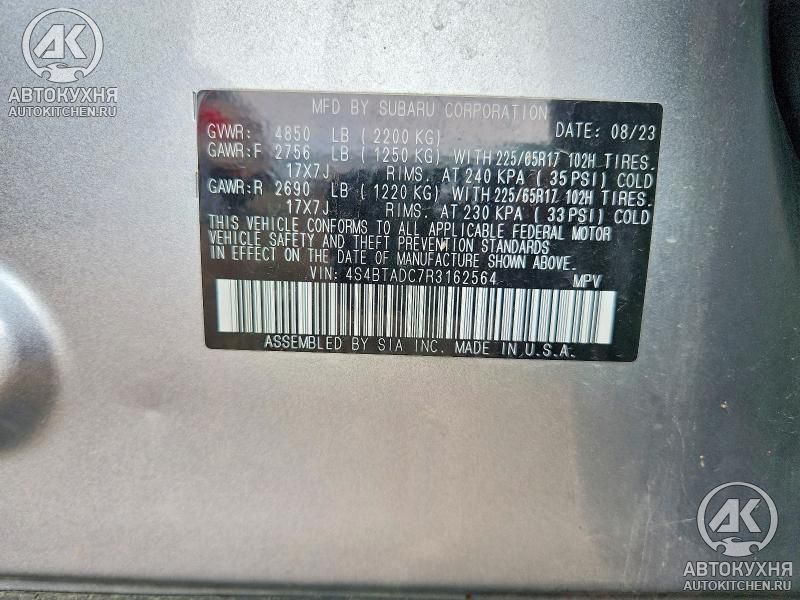 AK
АВТОКУХНЯ
AUTOKITCHEN.RU
MFD BY SUBARU CORPORATION
GVWR: 4850 LB ( 2200 KG) DATE: 08/23
GAWR:F 2756 LB ( 1250 KG) WITH 225/65R17 102H TIRES.
17X7J RIMS. AT 240 KPA ( 35 PSI) COLD
GAWR:R 2690 LB ( 1220 KG) WITH 225/65R17 102H TIRES.
17X7J RIMS. AT 230 KPA ( 33 PSI) COLD
THIS VEHICLE CONFORMS TO ALL APPLICABLE FEDERAL MOTOR
VEHICLE SAFETY AND THEFT PREVENTION STANDARDS
IN EFFECT ON THE DATE OF MANUFACTURE SHOWN ABOVE.
VIN: 4S4BTADC7R3162564 MPV
ASSEMBLED BY SIA INC. MADE IN U.S.A.
AK
АВТОКУХНЯ
AUTOKITCHEN.RU